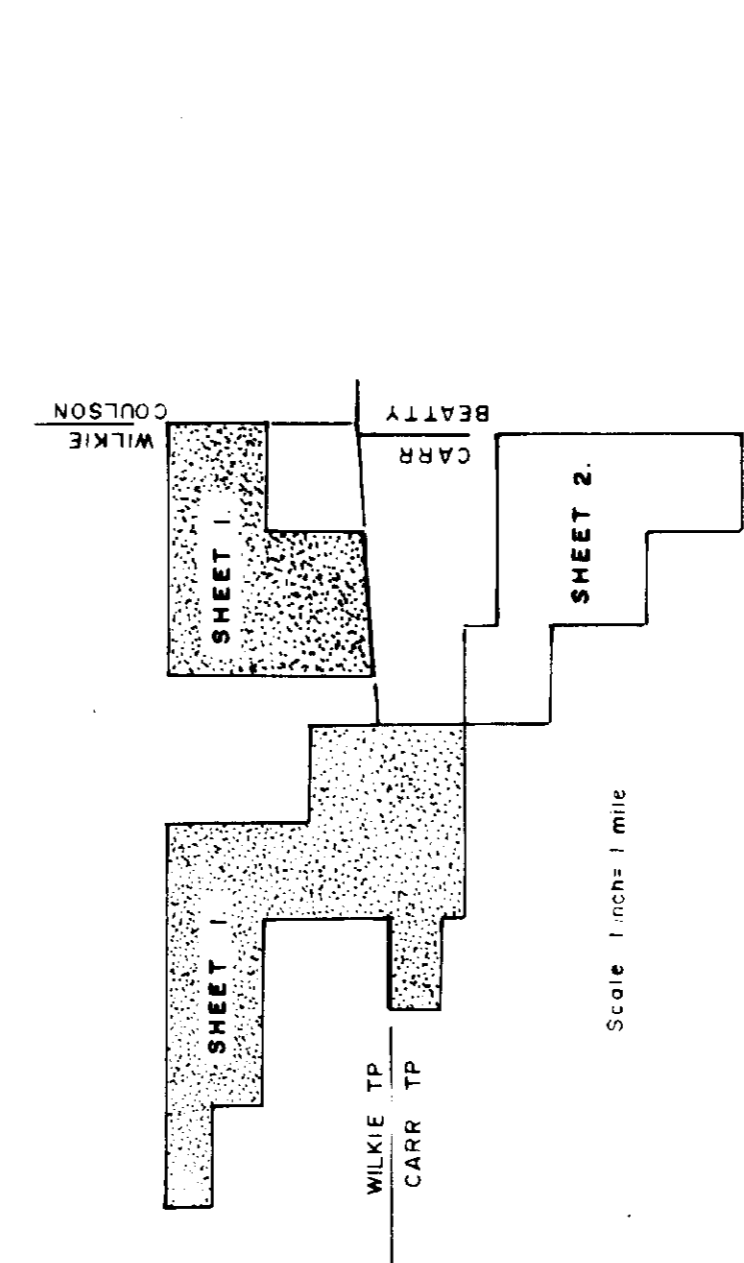 COULSON
WILKIE
BEATTY
CARR
SHEET 1.
SHEET 2.
SHEET 1
WILKIE TP
CARR TP
Scale 1 inch= 1 mile